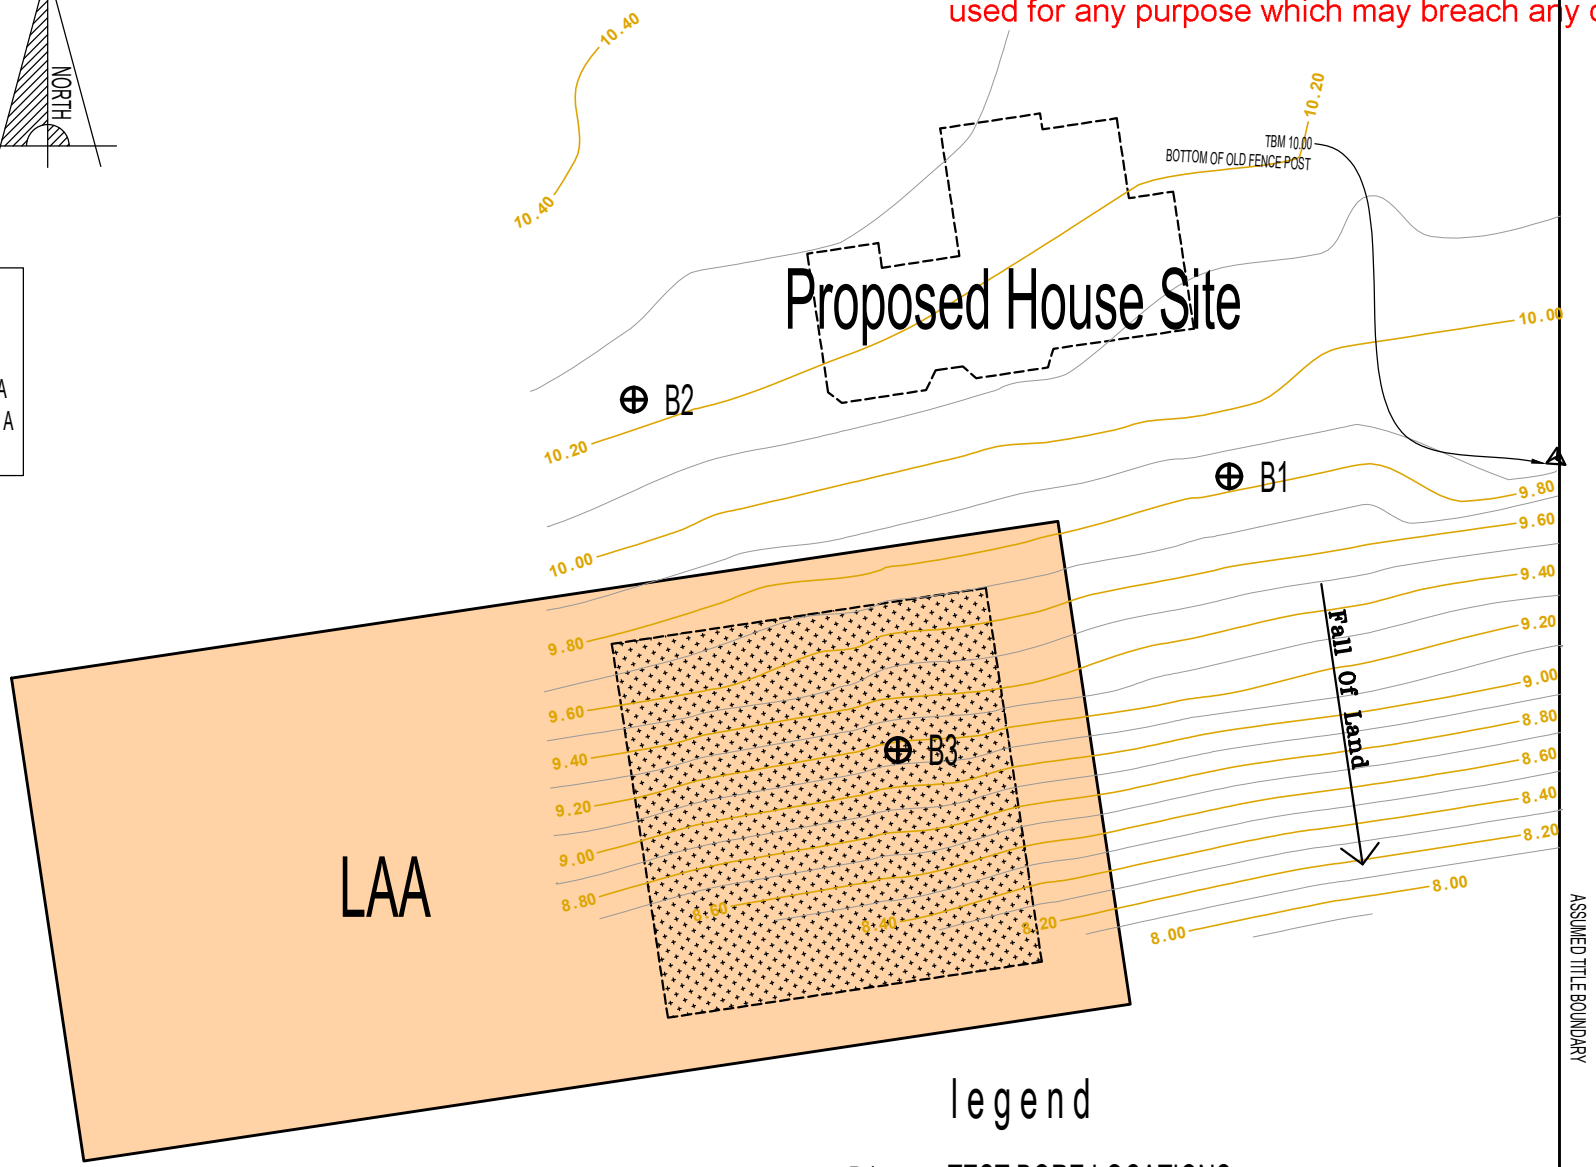 used for any purpose which may breach any
10.40
NORTH
10.20
TBM 10.00
BOTTOM OF OLD FENCE POST
10.40
Proposed House Site
10.00
A
B2
A
10.20
B1
9.80
9.60
10.00
9.40
9.20
Fall Of Land
9.80
9.00
9.60
8.80
B3
9.40
8.60
9.20
8.40
8.20
9.00
LAA
8.80
8.60
8.40
8.20
8.00
8.00
ASSUMED TITLE BOUNDARY
legend
TEST BORE LOCATIONS